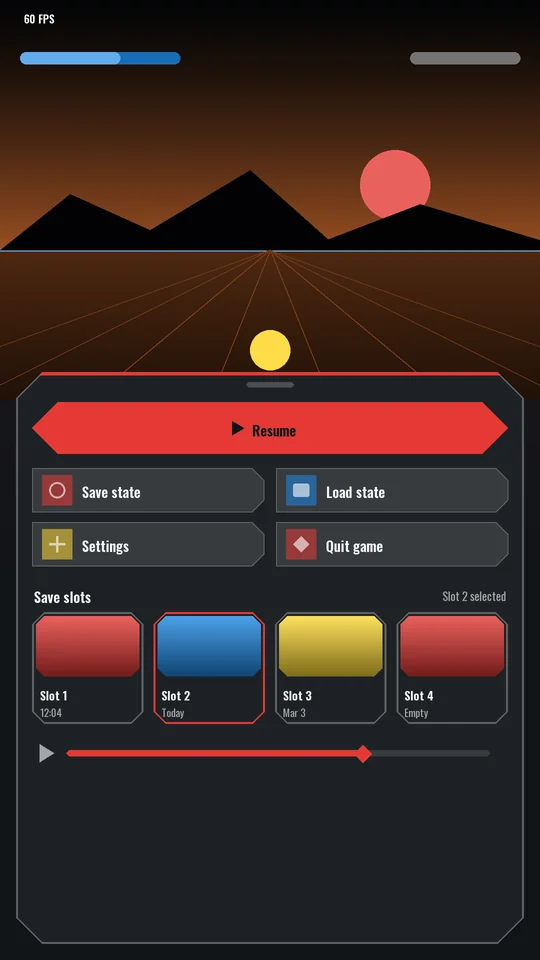 60 FPS
Resume
Save state
Load state
Settings
Quit game
Save slots
Slot 2 selected
Slot 1
12:04
Slot 2
Today
Slot 3
Mar 3
Slot 4
Empty